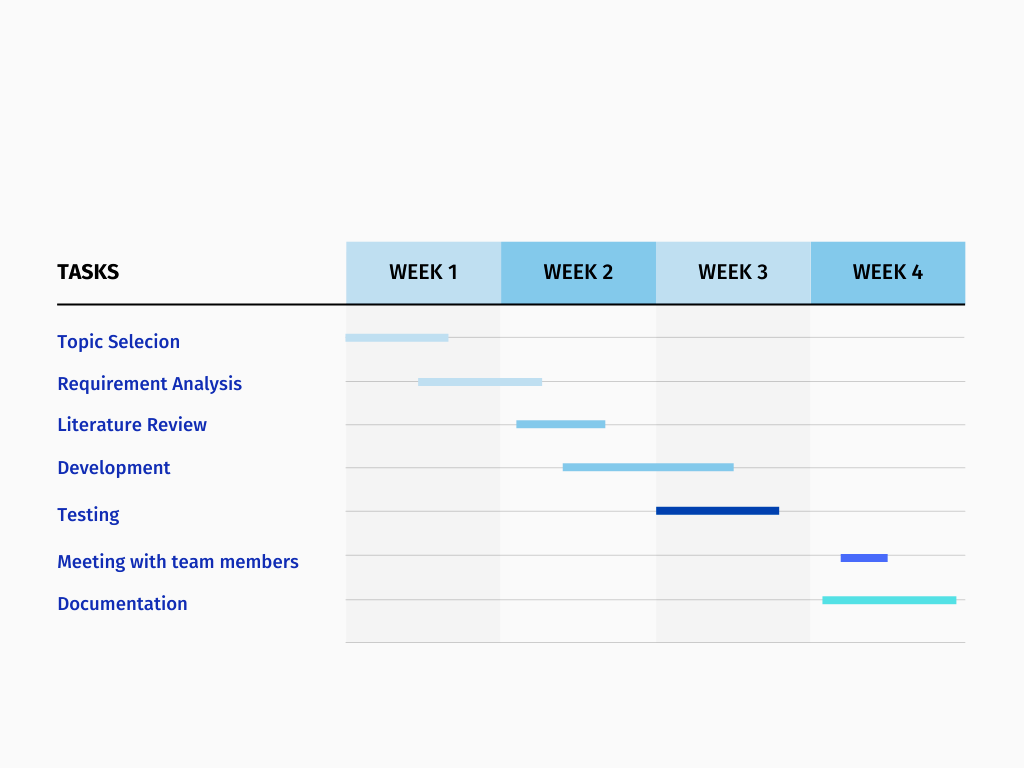 TASKS
WEEK 1
WEEK 2
WEEK 3
WEEK 4
Topic Selecion
Requirement Analysis
Literature Review
Development
Testing
Meeting with team members
Documentation